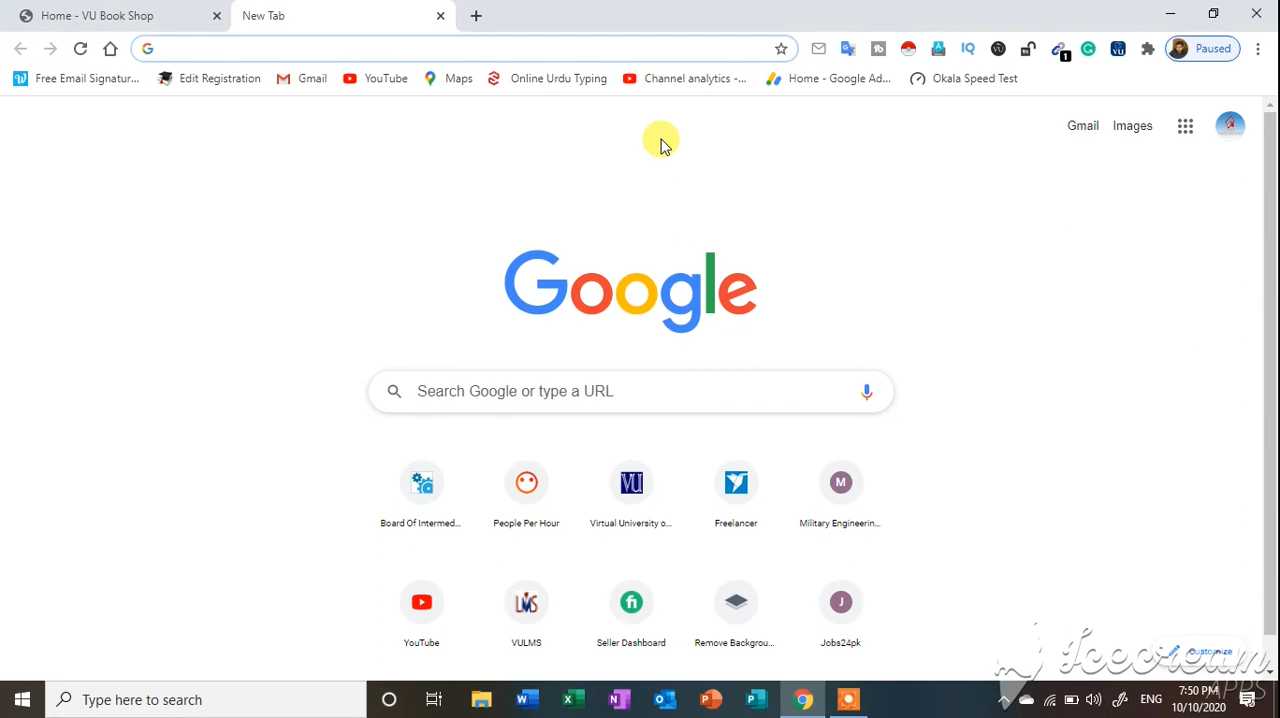 Home - VU Book Shop
New Tab
Paused
Free Email Signatur...
Edit Registration
Gmail
YouTube
Maps
Online Urdu Typing
Channel analytics -...
Home - Google Ad...
Okala Speed Test
Gmail Images
Google
Search Google or type a URL
Board Of Intermed...
People Per Hour
Virtual University o...
Freelancer
M
Military Engineerin...
YouTube
VULMS
Seller Dashboard
Remove Backgrou...
J
Jobs24pk
Customize
Icecream
APPS
Type here to search
ENG
7:50 PM
10/10/2020